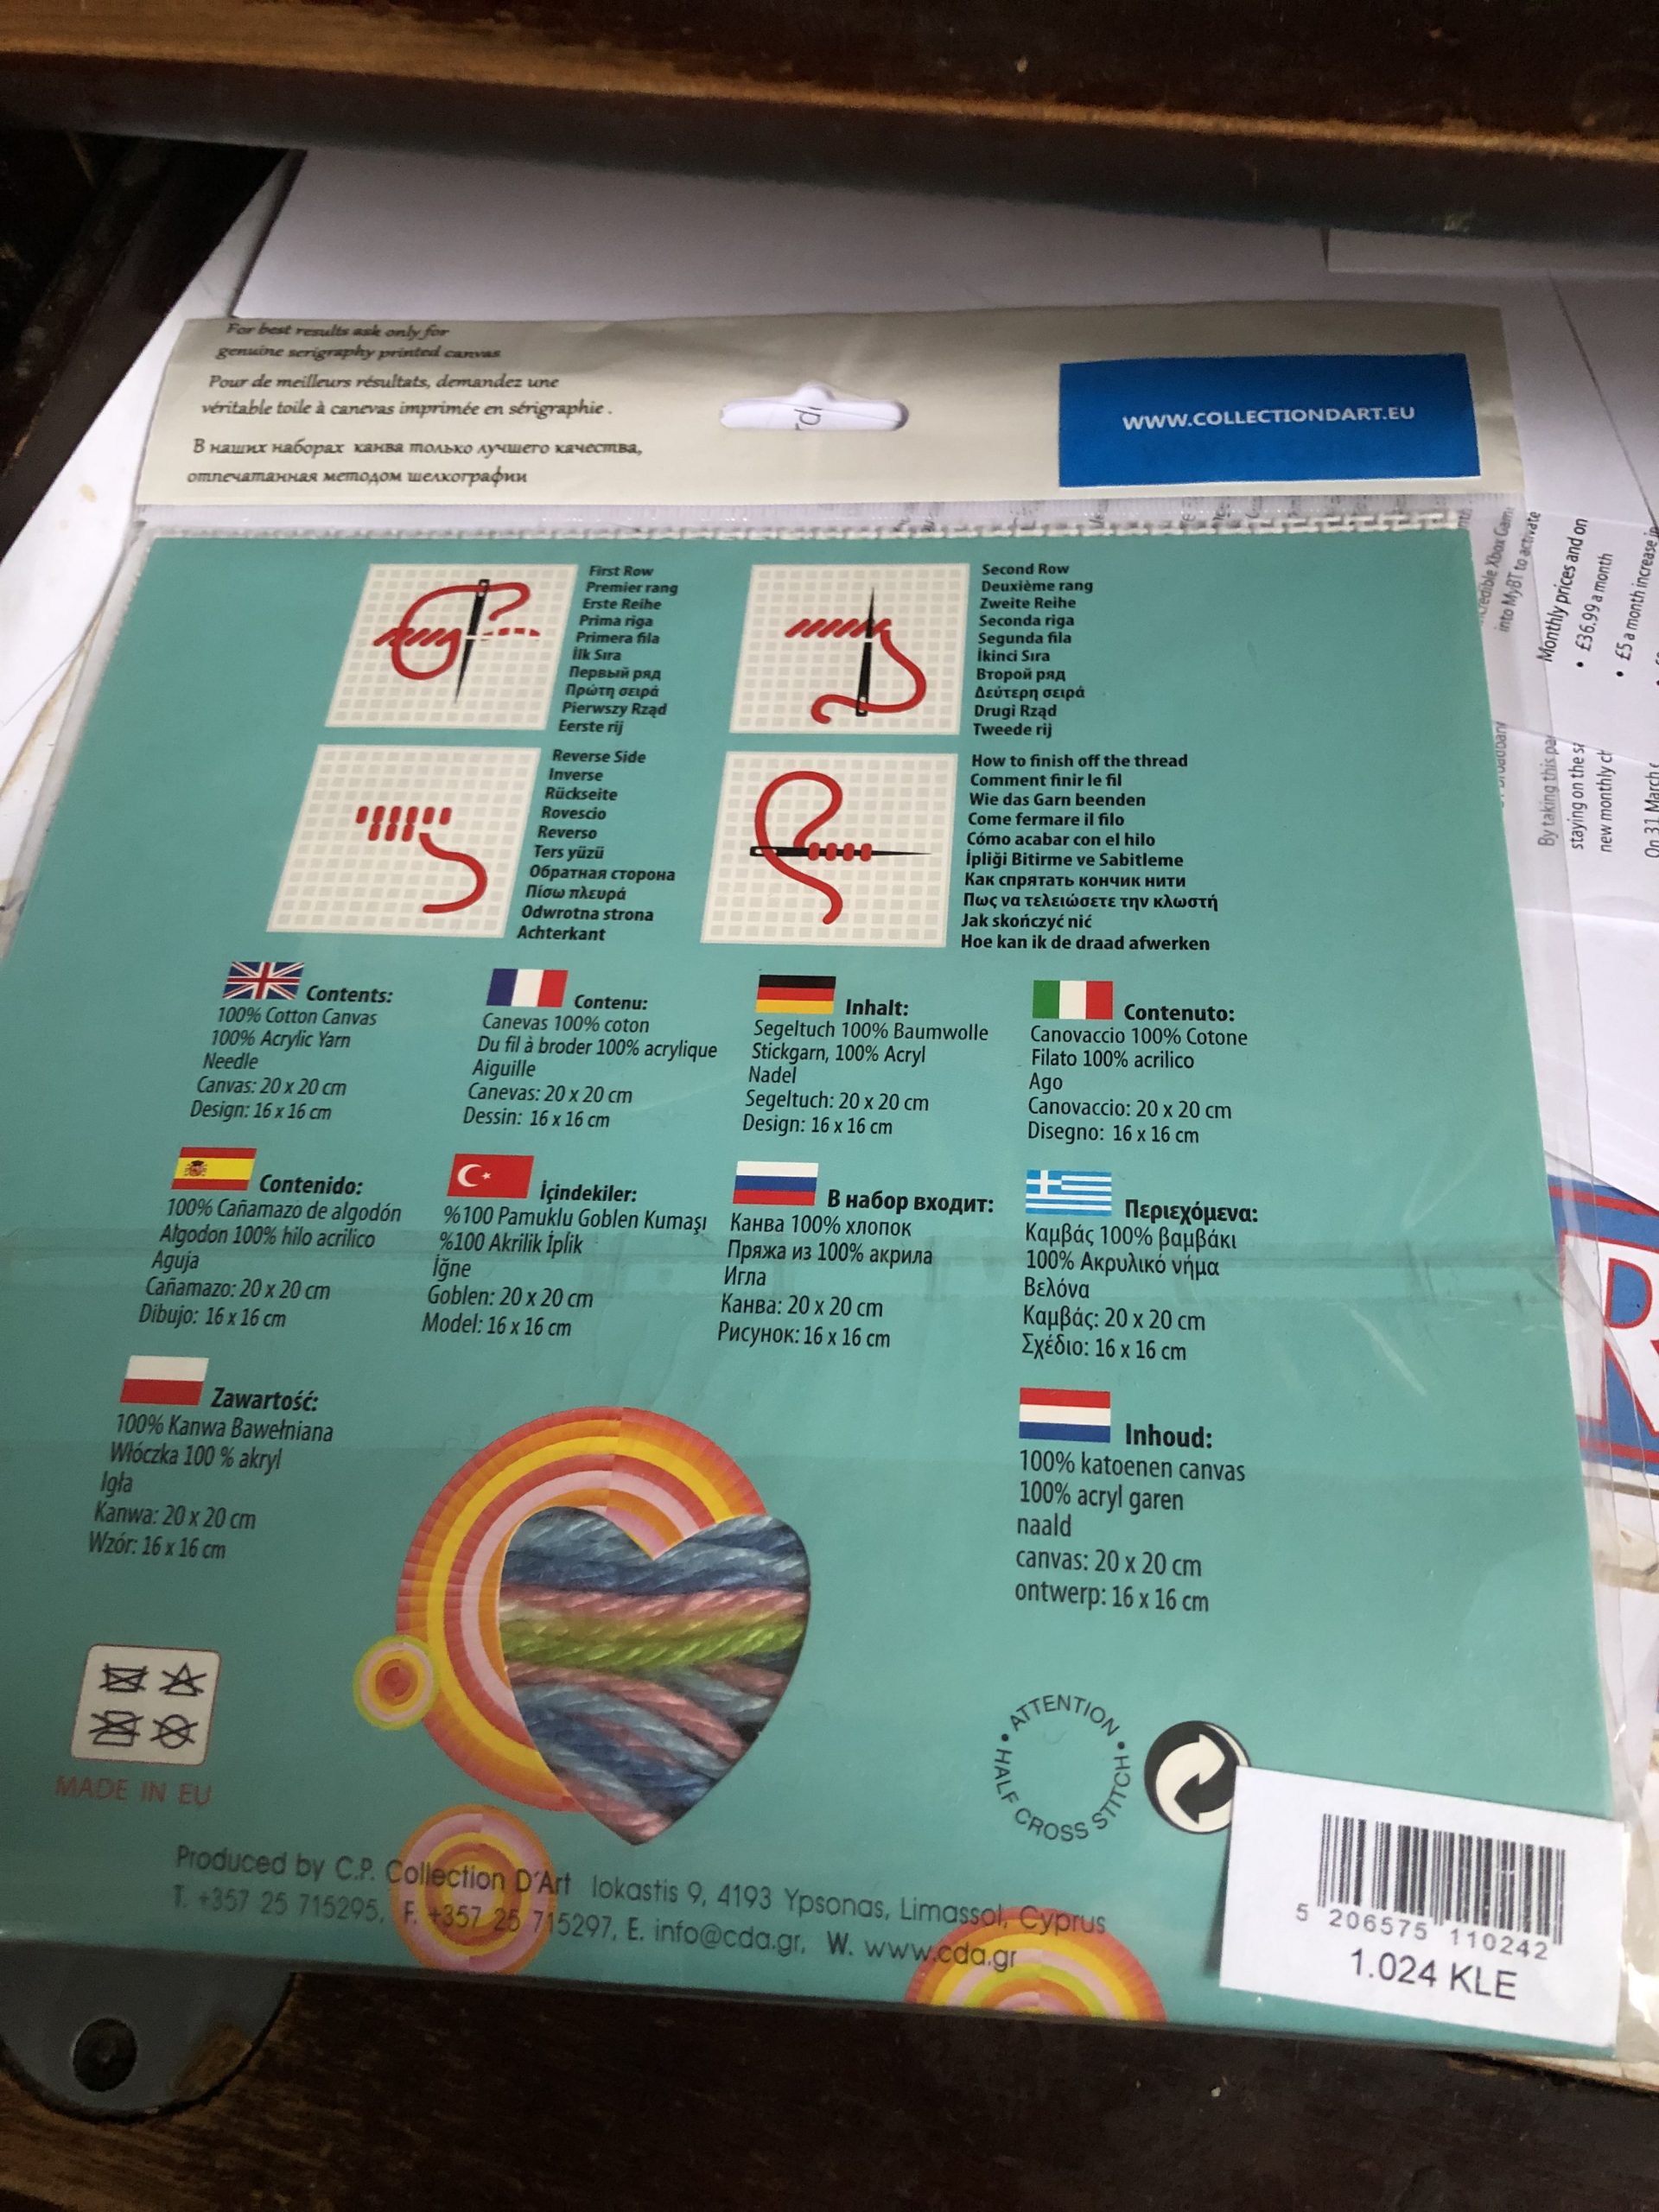 For best results ask only for
genuine serigraphy printed canvas
Pour de meilleurs résultats, demandez une
véritable toile à canevas imprimée en sérigraphie .
В наших наборах канва только лучшего качества,
отпечатанная методом шелкографии
WWW.COLLECTIONDART.EU
First Row
Premier rang
Erste Reihe
Prima riga
Primera fila
İlk Sıra
Первый ряд
Πρώτη σειρά
Pierwszy Rząd
Eerste rij
Second Row
Deuxième rang
Zweite Reihe
Seconda riga
Segunda fila
İkinci Sıra
Второй ряд
Δεύτερη σειρά
Drugi Rząd
Tweede rij
Reverse Side
Inverse
Rückseite
Rovescio
Reverso
Ters yüzü
Обратная сторона
Πίσω πλευρά
Odwrotna strona
Achterkant
How to finish off the thread
Comment finir le fil
Wie das Garn beenden
Come fermare il filo
Cómo acabar con el hilo
İpliği Bitirme ve Sabitleme
Как спрятать кончик нити
Πως να τελειώσετε την κλωστή
Jak skończyć nić
Hoe kan ik de draad afwerken
Contents:
100% Cotton Canvas
100% Acrylic Yarn
Needle
Canvas: 20 x 20 cm
Design: 16 x 16 cm
Contenu:
Canevas 100% coton
Du fil à broder 100% acrylique
Aiguille
Canevas: 20 x 20 cm
Dessin: 16 x 16 cm
Inhalt:
Segeltuch 100% Baumwolle
Stickgarn, 100% Acryl
Nadel
Segeltuch: 20 x 20 cm
Design: 16 x 16 cm
Contenuto:
Canovaccio 100% Cotone
Filato 100% acrilico
Ago
Canovaccio: 20 x 20 cm
Disegno: 16 x 16 cm
Contenido:
100% Cañamazo de algodón
Algodon 100% hilo acrilico
Aguja
Cañamazo: 20 x 20 cm
Dibujo: 16 x 16 cm
İçindekiler:
%100 Pamuklu Goblen Kumaşı
%100 Akrilik İplik
İğne
Goblen: 20 x 20 cm
Model: 16 x 16 cm
В набор входит:
Канва 100% хлопок
Пряжа из 100% акрила
Игла
Канва: 20 x 20 cm
Рисунок: 16 x 16 cm
Περιεχόμενα:
Καμβάς 100% βαμβάκι
100% Ακρυλικό νήμα
Βελόνα
Καμβάς: 20 x 20 cm
Σχέδιο: 16 x 16 cm
Zawartość:
100% Kanwa Bawełniana
Włóczka 100 % akryl
Igła
Kanwa: 20 x 20 cm
Wzór: 16 x 16 cm
Inhoud:
100% katoenen canvas
100% acryl garen
naald
canvas: 20 x 20 cm
ontwerp: 16 x 16 cm
MADE IN EU
• ATTENTION •
HALF CROSS STITCH
Produced by C.P. Collection D'Art Iokastis 9, 4193 Ypsonas, Limassol, Cyprus
T. +357 25 715295, F. +357 25 715297, E. info@cda.gr, W. www.cda.gr
5 206575 110242
1.024 KLE
into MyBT to activate
Monthly prices and on
• £36.99 a month
• £5 a month increase
By taking this
staying on the
new monthly
On 31 March